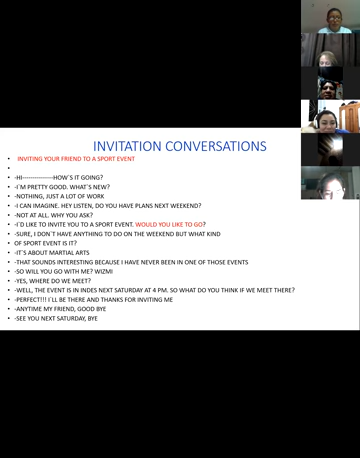 INVITATION CONVERSATIONS
INVITING YOUR FRIEND TO A SPORT EVENT
-HI---------------HOW´S IT GOING?
-I´M PRETTY GOOD. WHAT´S NEW?
-NOTHING, JUST A LOT OF WORK
-I CAN IMAGINE. HEY LISTEN, DO YOU HAVE PLANS NEXT WEEKEND?
-NOT AT ALL. WHY YOU ASK?
-I´D LIKE TO INVITE YOU TO A SPORT EVENT. WOULD YOU LIKE TO GO?
-SURE, I DON´T HAVE ANYTHING TO DO ON THE WEEKEND BUT WHAT KIND
OF SPORT EVENT IS IT?
-IT´S ABOUT MARTIAL ARTS
-THAT SOUNDS INTERESTING BECAUSE I HAVE NEVER BEEN IN ONE OF THOSE EVENTS
-SO WILL YOU GO WITH ME? WIZMI
-YES, WHERE DO WE MEET?
-WELL, THE EVENT IS IN INDES NEXT SATURDAY AT 4 PM. SO WHAT DO YOU THINK IF WE MEET THERE?
-PERFECT!!! I´LL BE THERE AND THANKS FOR INVITING ME
-ANYTIME MY FRIEND, GOOD BYE
-SEE YOU NEXT SATURDAY, BYE